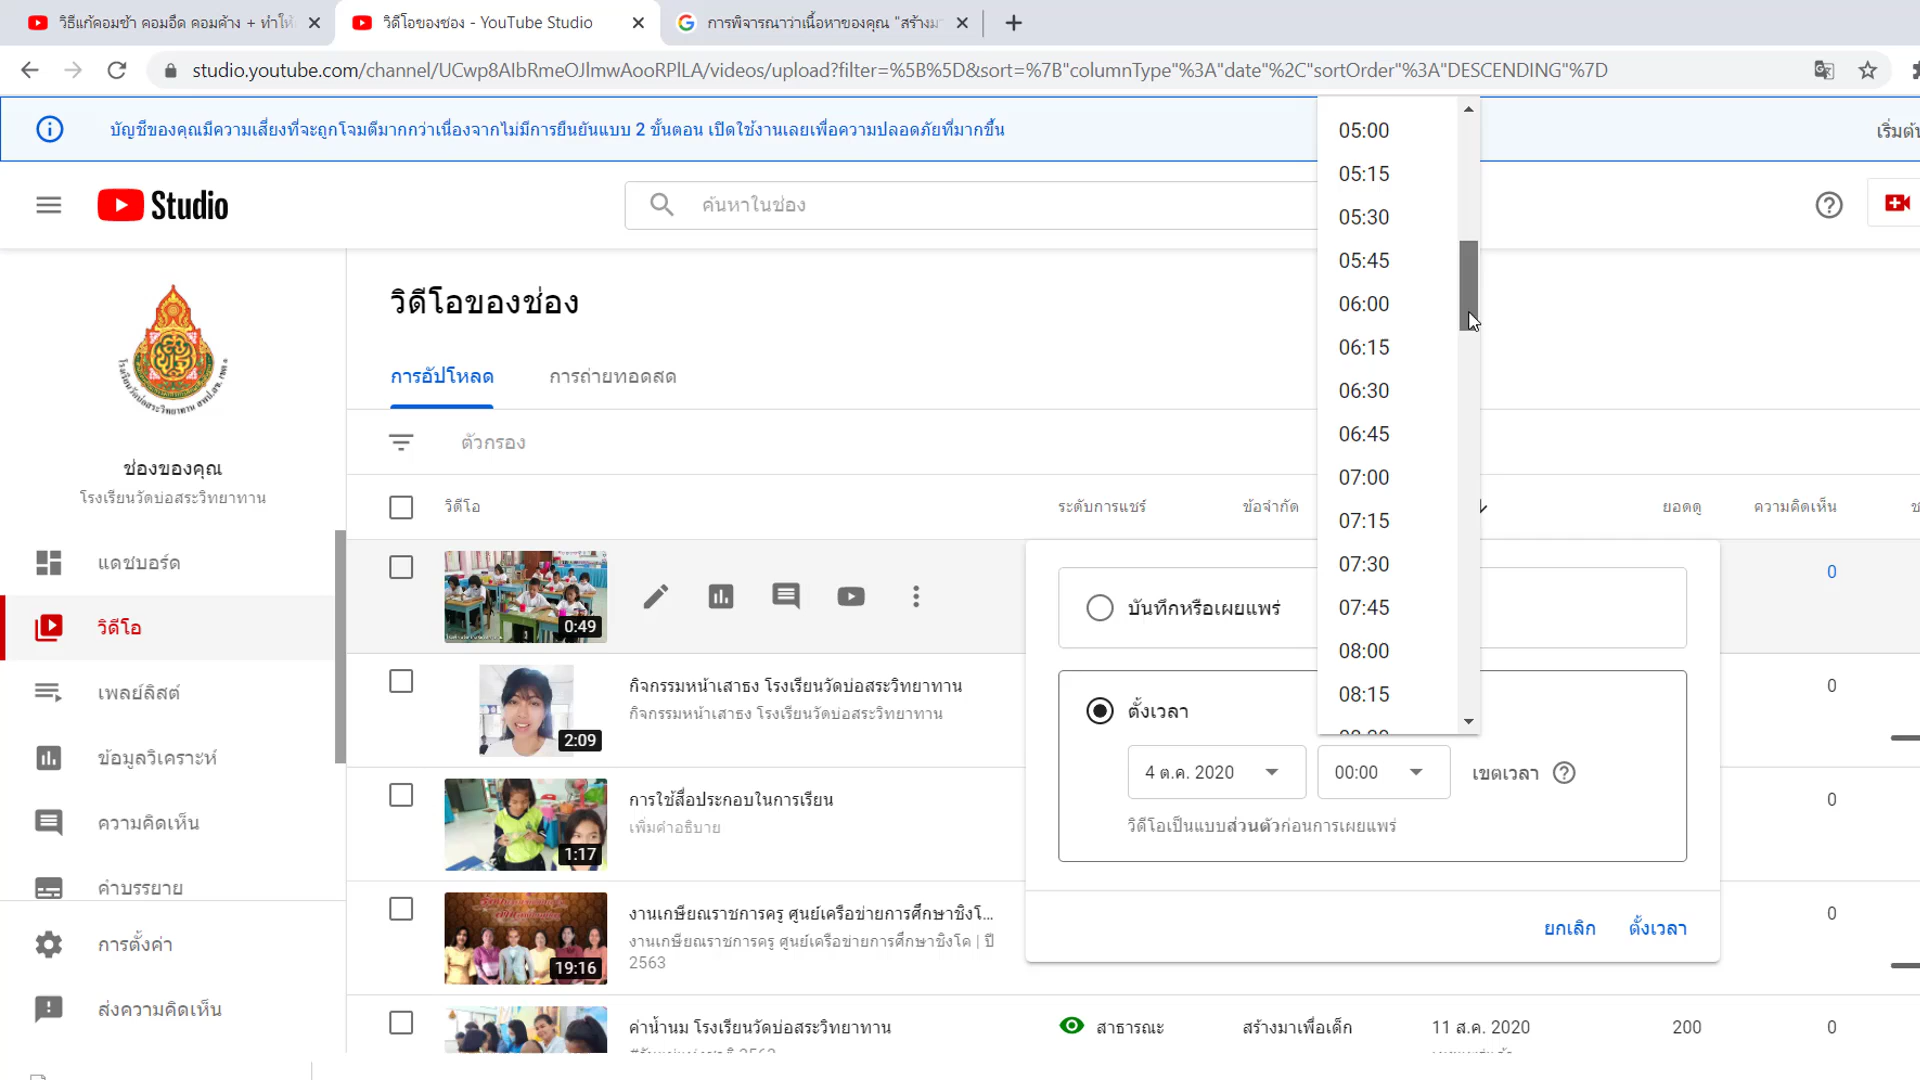 วิธีแก้คอมช้า คอมอืด คอมค้าง + ทำให้
วิดีโอของช่อง - YouTube Studio
การพิจารณาว่าเนื้อหาของคุณ "สร้างมา
studio.youtube.com/channel/UCwp8AIbRmeOJlmwAooRPlLA/videos/upload?filter=%5B%5D&sort=%7B"columnType"%3A"date"%2C"sortOrder"%3A"DESCENDING"%7D
บัญชีของคุณมีความเสี่ยงที่จะถูกโจมตีมากกว่าเนื่องจากไม่มีการยืนยันแบบ 2 ขั้นตอน เปิดใช้งานเลยเพื่อความปลอดภัยที่มากขึ้น
เริ่มต้น
Studio
ค้นหาในช่อง
05:00
05:15
05:30
05:45
06:00
06:15
06:30
06:45
07:00
07:15
07:30
07:45
08:00
08:15
ช่องของคุณ
โรงเรียนวัดบ่อสระวิทยาทาน
แดชบอร์ด
วิดีโอ
เพลย์ลิสต์
ข้อมูลวิเคราะห์
ความคิดเห็น
คำบรรยาย
การตั้งค่า
ส่งความคิดเห็น
วิดีโอของช่อง
การอัปโหลด การถ่ายทอดสด
ตัวกรอง
วิดีโอ ระดับการแชร์ ข้อจำกัด ยอดดู ความคิดเห็น
0:49
0
บันทึกหรือเผยแพร่
ตั้งเวลา
4 ต.ค. 2020 00:00 เขตเวลา
วิดีโอเป็นแบบส่วนตัวก่อนการเผยแพร่
ยกเลิก ตั้งเวลา
2:09
กิจกรรมหน้าเสาธง โรงเรียนวัดบ่อสระวิทยาทาน
กิจกรรมหน้าเสาธง โรงเรียนวัดบ่อสระวิทยาทาน
0
1:17
การใช้สื่อประกอบในการเรียน
เพิ่มคำอธิบาย
0
19:16
งานเกษียณราชการครู ศูนย์เครือข่ายการศึกษาชิงโ...
งานเกษียณราชการครู ศูนย์เครือข่ายการศึกษาชิงโค | ปี
2563
0
ค่าน้ำนม โรงเรียนวัดบ่อสระวิทยาทาน
สาธารณะ สร้างมาเพื่อเด็ก 11 ส.ค. 2020 200 0